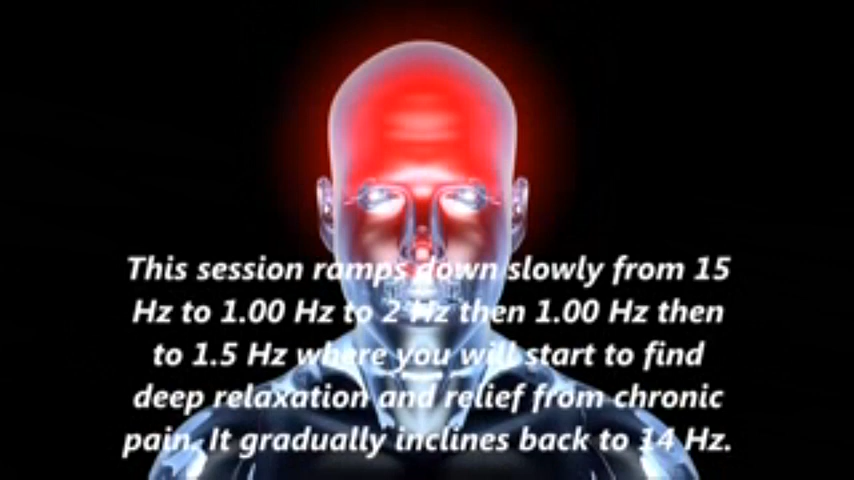 This session ramps down slowly from 15
Hz to 1.00 Hz to 2 Hz then 1.00 Hz then
to 1.5 Hz where you will start to find
deep relaxation and relief from chronic
pain. It gradually inclines back to 14 Hz.